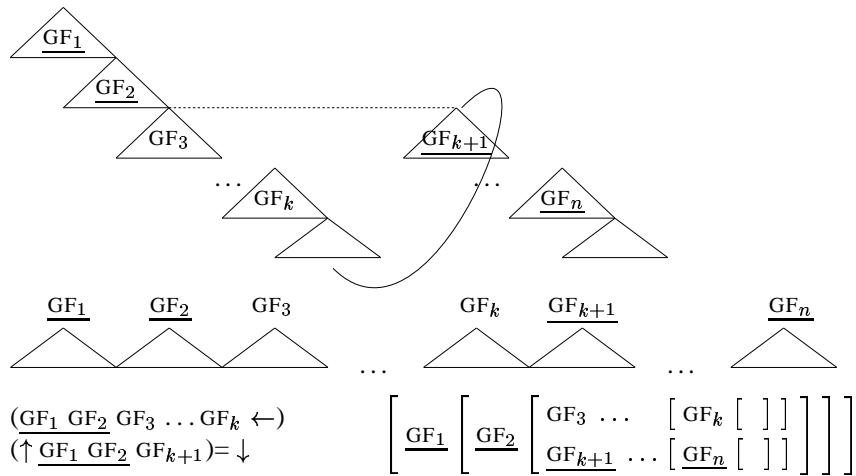 GF1
GF2
GF3 GFk+1
... ...
GFk GFn
GF1 GF2 GF3 GFk GFk+1 GFn
... ...
(GF1 GF2 GF3 ...GFk ←) [ GF1 [ GF2 [ GF3 ... [ GFk [ ] ] ] ] ]
(↑ GF1 GF2 GFk+1)= ↓ GFk+1 ... [ GFn [ ] ]